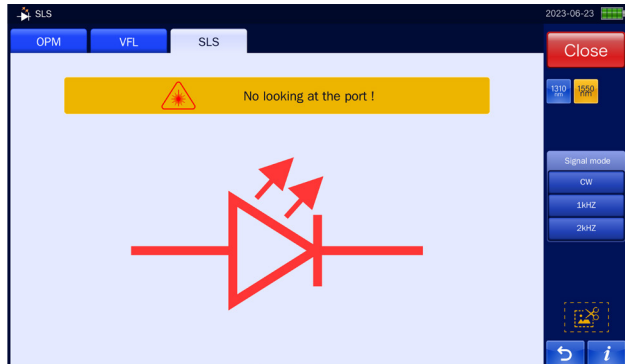 SLS
2023-06-23
OPM
VFL
SLS
Close
No looking at the port !
1310
nm
1550
nm
Signal mode
CW
1kHZ
2kHZ
i